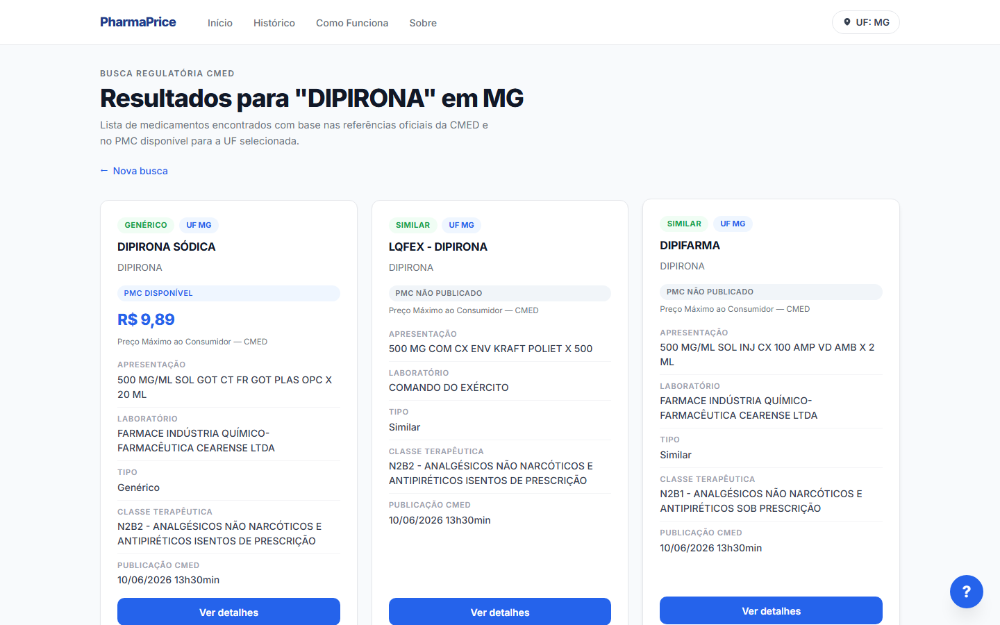 PharmaPrice
Início
Histórico
Como Funciona
Sobre
UF: MG
BUSCA REGULATÓRIA CMED
Resultados para "DIPIRONA" em MG
Lista de medicamentos encontrados com base nas referências oficiais da CMED e
no PMC disponível para a UF selecionada.
← Nova busca
GENÉRICO
UF MG
DIPIRONA SÓDICA
DIPIRONA
PMC DISPONÍVEL
R$ 9,89
Preço Máximo ao Consumidor — CMED
APRESENTAÇÃO
500 MG/ML SOL GOT CT FR GOT PLAS OPC X
20 ML
LABORATÓRIO
FARMACE INDÚSTRIA QUÍMICO-
FARMACÊUTICA CEARENSE LTDA
TIPO
Genérico
CLASSE TERAPÊUTICA
N2B2 - ANALGÉSICOS NÃO NARCÓTICOS E
ANTIPIRÉTICOS ISENTOS DE PRESCRIÇÃO
PUBLICAÇÃO CMED
10/06/2026 13h30min
Ver detalhes
SIMILAR
UF MG
LQFEX - DIPIRONA
DIPIRONA
PMC NÃO PUBLICADO
Preço Máximo ao Consumidor — CMED
APRESENTAÇÃO
500 MG COM CX ENV KRAFT POLIET X 500
LABORATÓRIO
COMANDO DO EXÉRCITO
TIPO
Similar
CLASSE TERAPÊUTICA
N2B2 - ANALGÉSICOS NÃO NARCÓTICOS E
ANTIPIRÉTICOS ISENTOS DE PRESCRIÇÃO
PUBLICAÇÃO CMED
10/06/2026 13h30min
Ver detalhes
SIMILAR
UF MG
DIPIFARMA
DIPIRONA
PMC NÃO PUBLICADO
Preço Máximo ao Consumidor — CMED
APRESENTAÇÃO
500 MG/ML SOL INJ CX 100 AMP VD AMB X 2
ML
LABORATÓRIO
FARMACE INDÚSTRIA QUÍMICO-
FARMACÊUTICA CEARENSE LTDA
TIPO
Similar
CLASSE TERAPÊUTICA
N2B1 - ANALGÉSICOS NÃO NARCÓTICOS E
ANTIPIRÉTICOS SOB PRESCRIÇÃO
PUBLICAÇÃO CMED
10/06/2026 13h30min
Ver detalhes
?